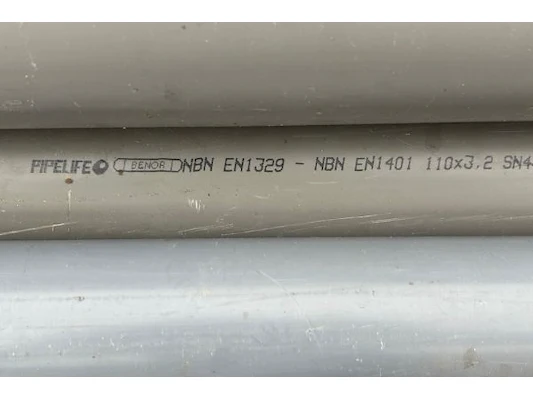 PIPELIFE BENOR NBN EN1329 - NBN EN1401 110x3,2 SN4